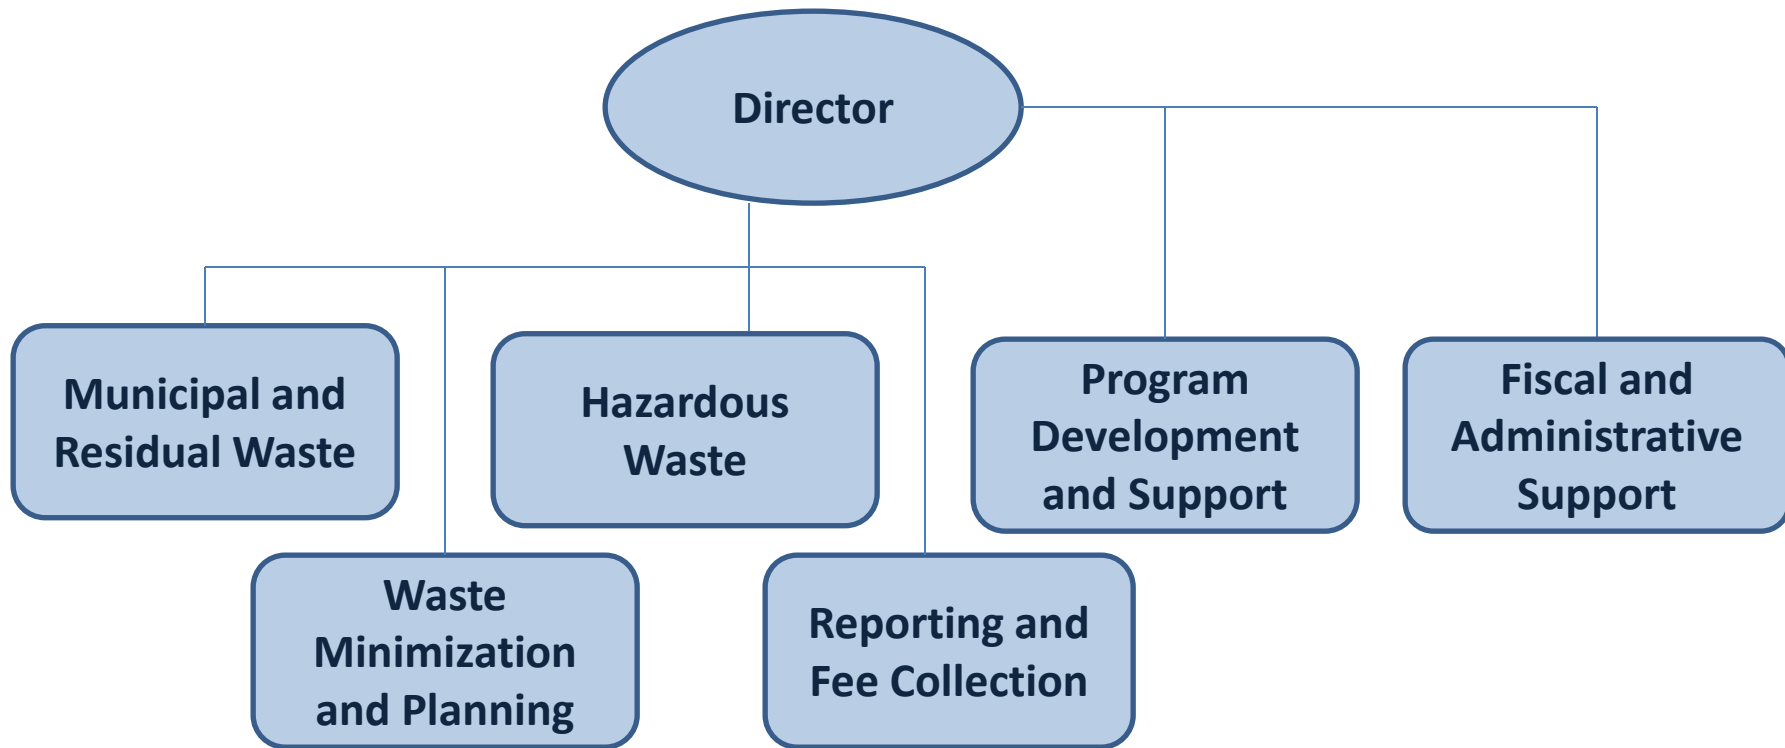 Director
Municipal and
Residual Waste
Hazardous
Waste
Program
Development
and Support
Fiscal and
Administrative
Support
Waste
Minimization
and Planning
Reporting and
Fee Collection